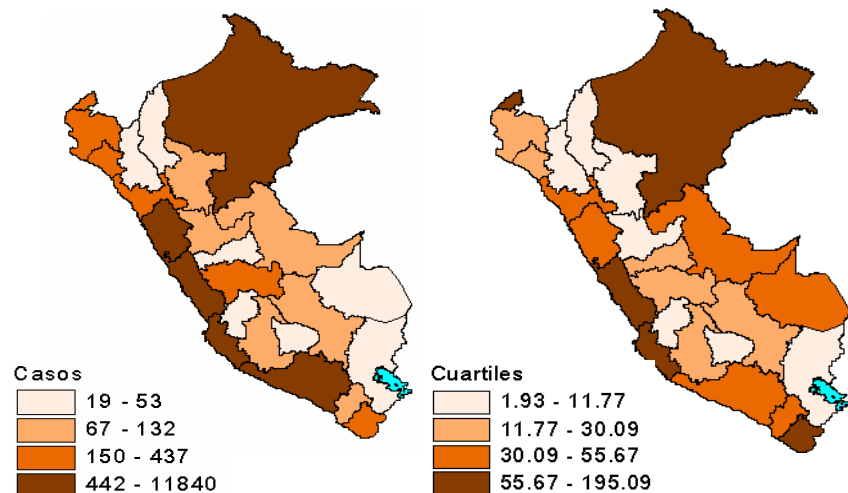 Casos
19 - 53
67 - 132
150 - 437
442 - 11840
Cuartiles
1.93 - 11.77
11.77 - 30.09
30.09 - 55.67
55.67 - 195.09